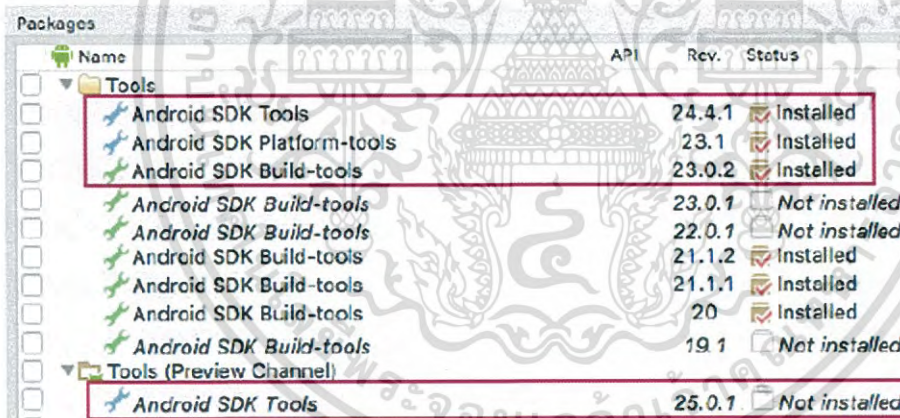 Packages
Name API Rev. Status
Tools
Android SDK Tools 24.4.1 Installed
Android SDK Platform-tools 23.1 Installed
Android SDK Build-tools 23.0.2 Installed
Android SDK Build-tools 23.0.1 Not installed
Android SDK Build-tools 22.0.1 Not installed
Android SDK Build-tools 21.1.2 Installed
Android SDK Build-tools 21.1.1 Installed
Android SDK Build-tools 20 Installed
Android SDK Build-tools 19.1 Not installed
Tools (Preview Channel)
Android SDK Tools 25.0.1 Not installed